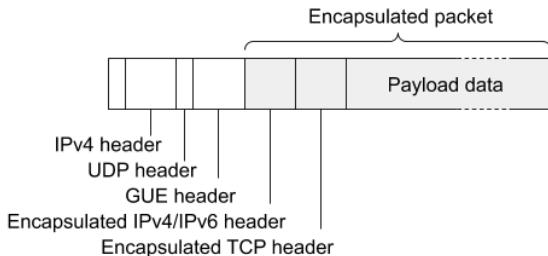 Encapsulated packet
Payload data
IPv4 header
UDP header
GUE header
Encapsulated IPv4/IPv6 header
Encapsulated TCP header